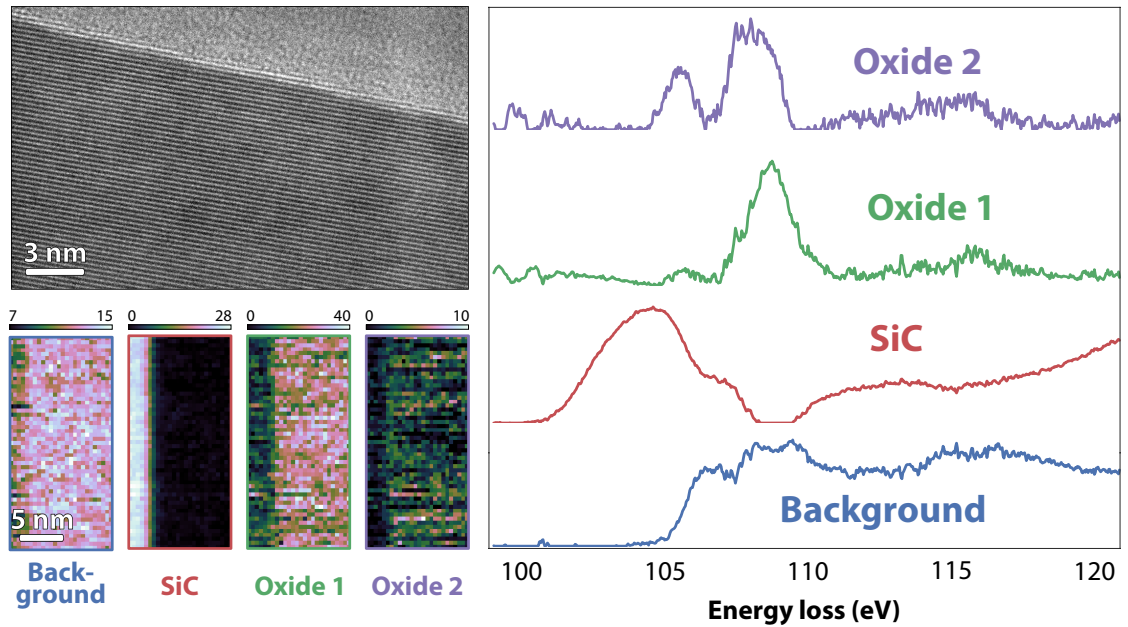 3 nm
7 15
0 28
0 40
0 10
5 nm
Back-
ground
SiC
Oxide 1
Oxide 2
Oxide 2
Oxide 1
SiC
Background
100 105 110 115 120
Energy loss (eV)